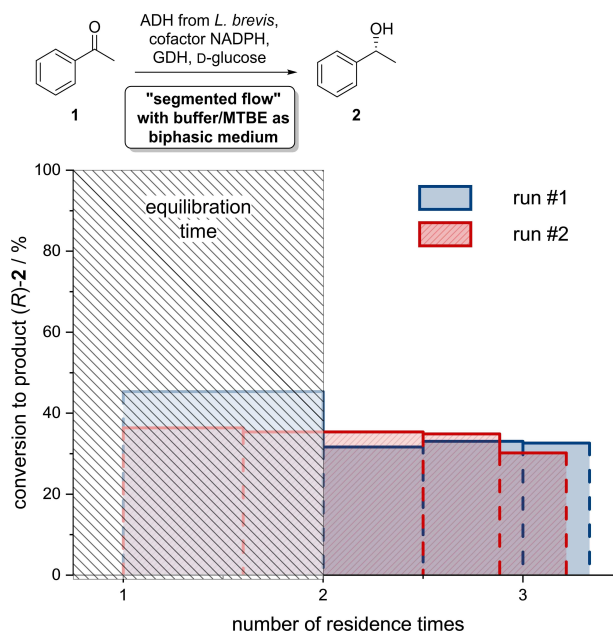 ADH from L. brevis,
cofactor NADPH,
GDH, D-glucose
O
OH
1
"segmented flow"
with buffer/MTBE as
biphasic medium
2
100
80
60
40
20
0
conversion to product (R)-2 / %
equilibration
time
run #1
run #2
1
2
3
number of residence times